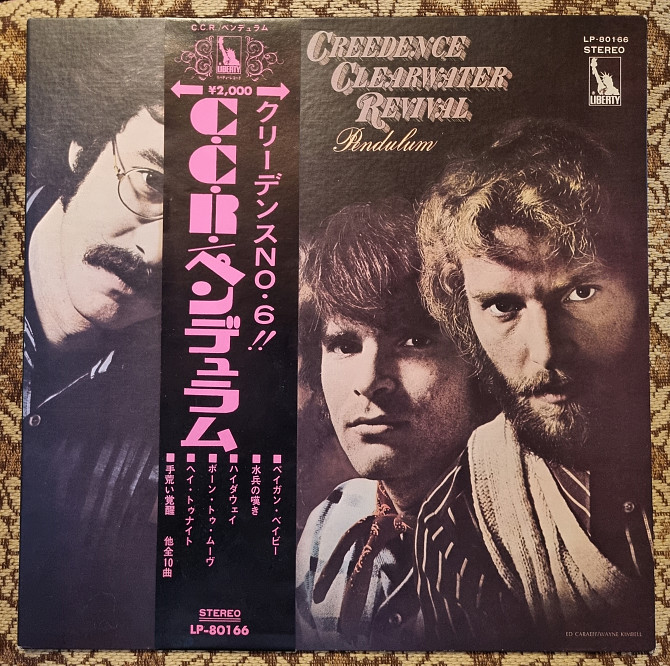 C.C.R./ペンデュラム
LIBERTY
¥2,000
クリーデンスNO.6!!
C.C.R./ペンデュラム
■ペイガン・ベイビー
■水兵の嘆き
■ハイダウェイ
■ボーン・トゥ・ムーヴ
■ヘイ・トゥナイト
■手荒い覚醒 他全10曲
STEREO
LP-80166
CREEDENCE
CLEARWATER
REVIVAL
Pendulum
LP-80166
STEREO
LIBERTY